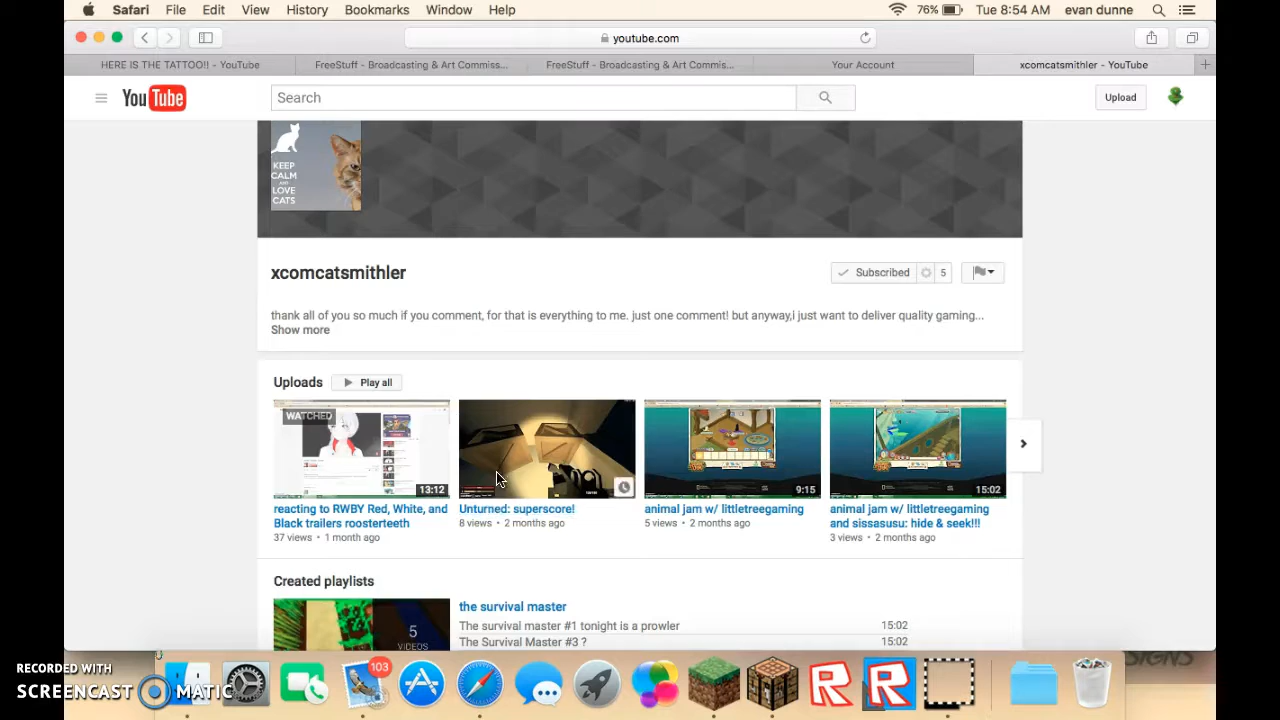 Safari File Edit View History Bookmarks Window Help 76% Tue 8:54 AM evan dunne
youtube.com
HERE IS THE TATTOO!! - YouTube FreeStuff - Broadcasting & Art Commiss... FreeStuff - Broadcasting & Art Commis... Your Account xcomcatsmithler - YouTube
YouTube Search Upload
KEEP
CALM
AND
LOVE
CATS
xcomcatsmithler Subscribed 5
thank all of you so much if you comment, for that is everything to me. just one comment! but anyway,i just want to deliver quality gaming...
Show more
Uploads Play all
WATCHED
13:12 9:15 15:02
reacting to RWBY Red, White, and Unturned: superscore! animal jam w/ littletreegaming animal jam w/ littletreegaming
Black trailers roosterteeth 8 views • 2 months ago 5 views • 2 months ago and sissasusu: hide & seek!!!
37 views • 1 month ago 3 views • 2 months ago
Created playlists
the survival master
5 The survival master #1 tonight is a prowler 15:02
VIDEOS The Survival Master #3 ? 15:02
SIGNS
103
RECORDED WITH
SCREENCAST MATIC